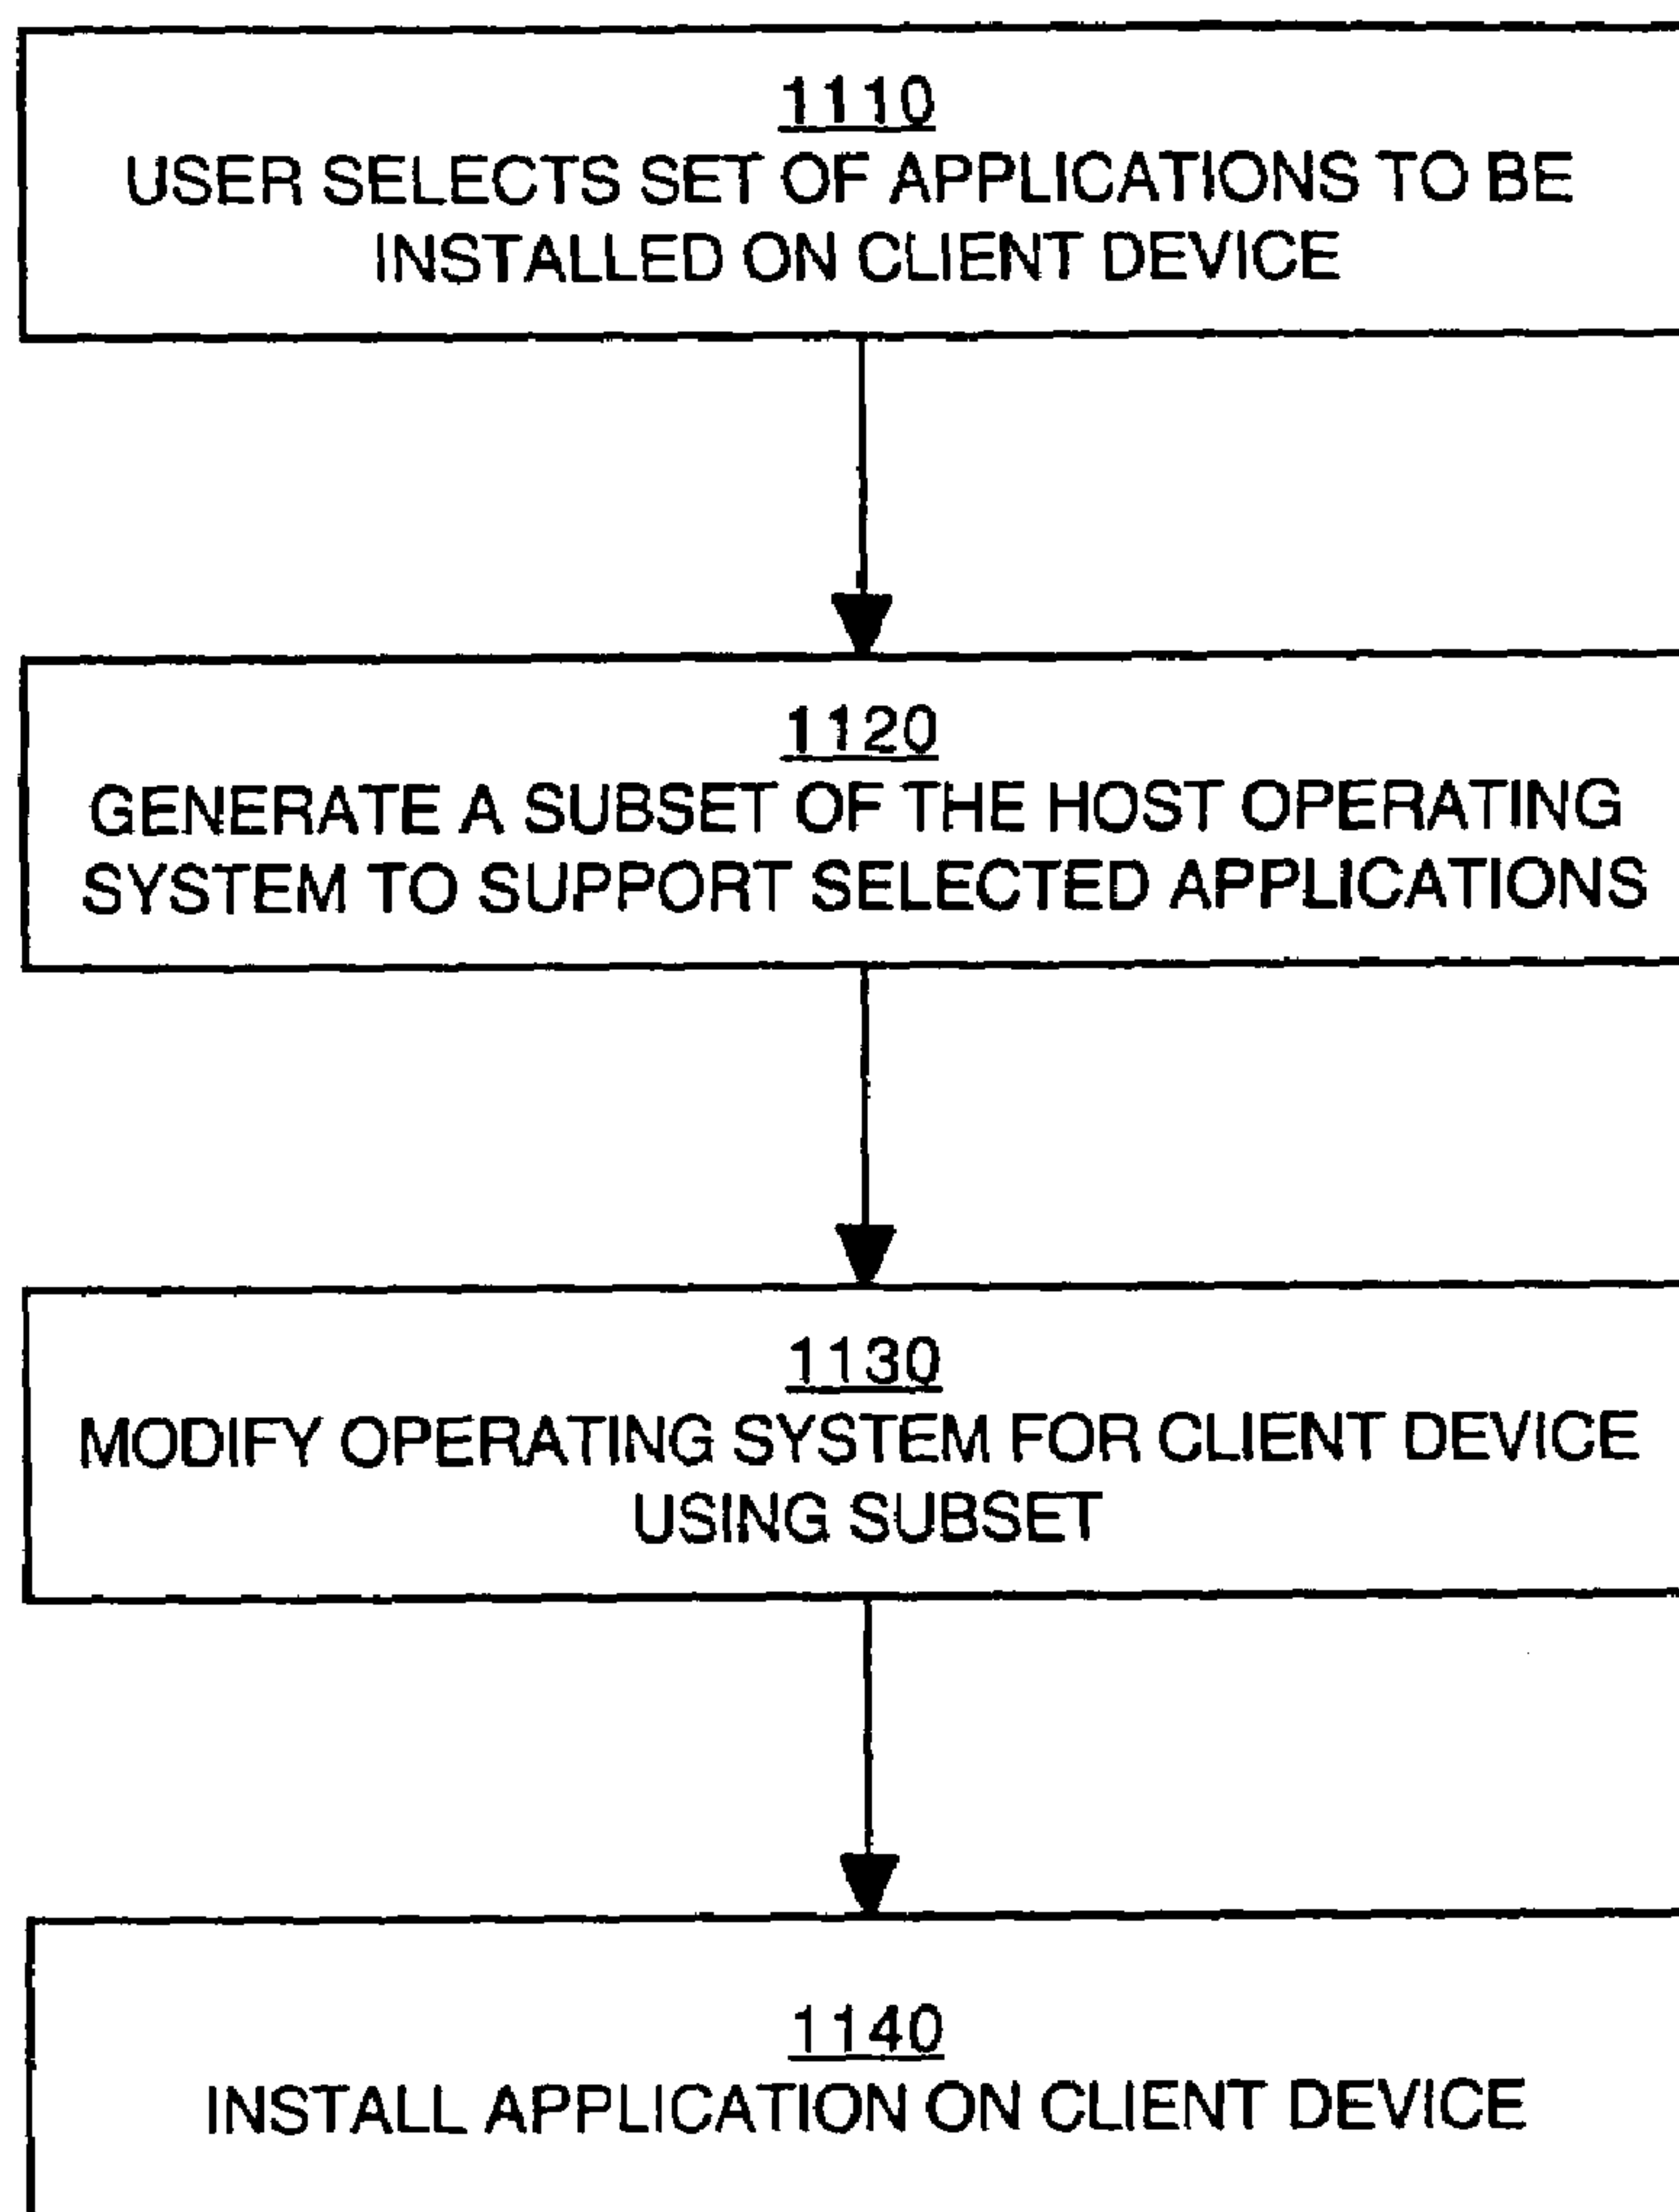 1110
USER SELECTS SET OF APPLICATIONS TO BE
INSTALLED ON CLIENT DEVICE
1120
GENERATE A SUBSET OF THE HOST OPERATING
SYSTEM TO SUPPORT SELECTED APPLICATIONS
1130
MODIFY OPERATING SYSTEM FOR CLIENT DEVICE
USING SUBSET
1140
INSTALL APPLICATION ON CLIENT DEVICE